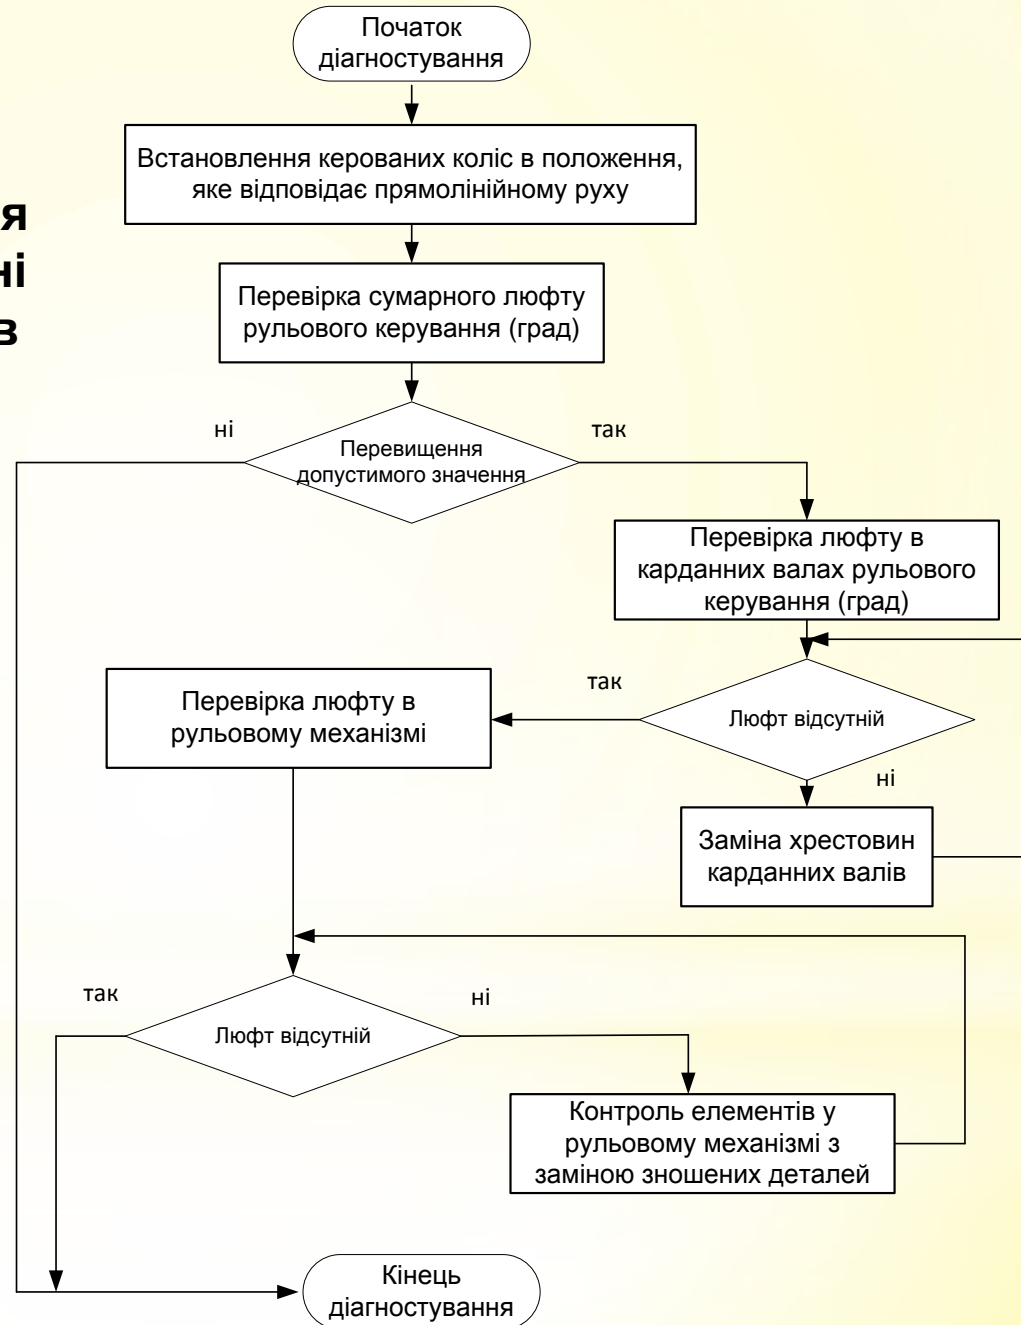 Початок
діагностування
Встановлення керованих коліс в положення,
яке відповідає прямолінійному руху
я
ні
в
Перевірка сумарного люфту
рульового керування (град)
ні
так
Перевищення
допустимого значення
Перевірка люфту в
карданних валах рульового
керування (град)
так
Люфт відсутній
ні
Перевірка люфту в
рульовому механізмі
Заміна хрестовин
карданних валів
так
ні
Люфт відсутній
Контроль елементів у
рульовому механізмі з
заміною зношених деталей
Кінець
діагностування